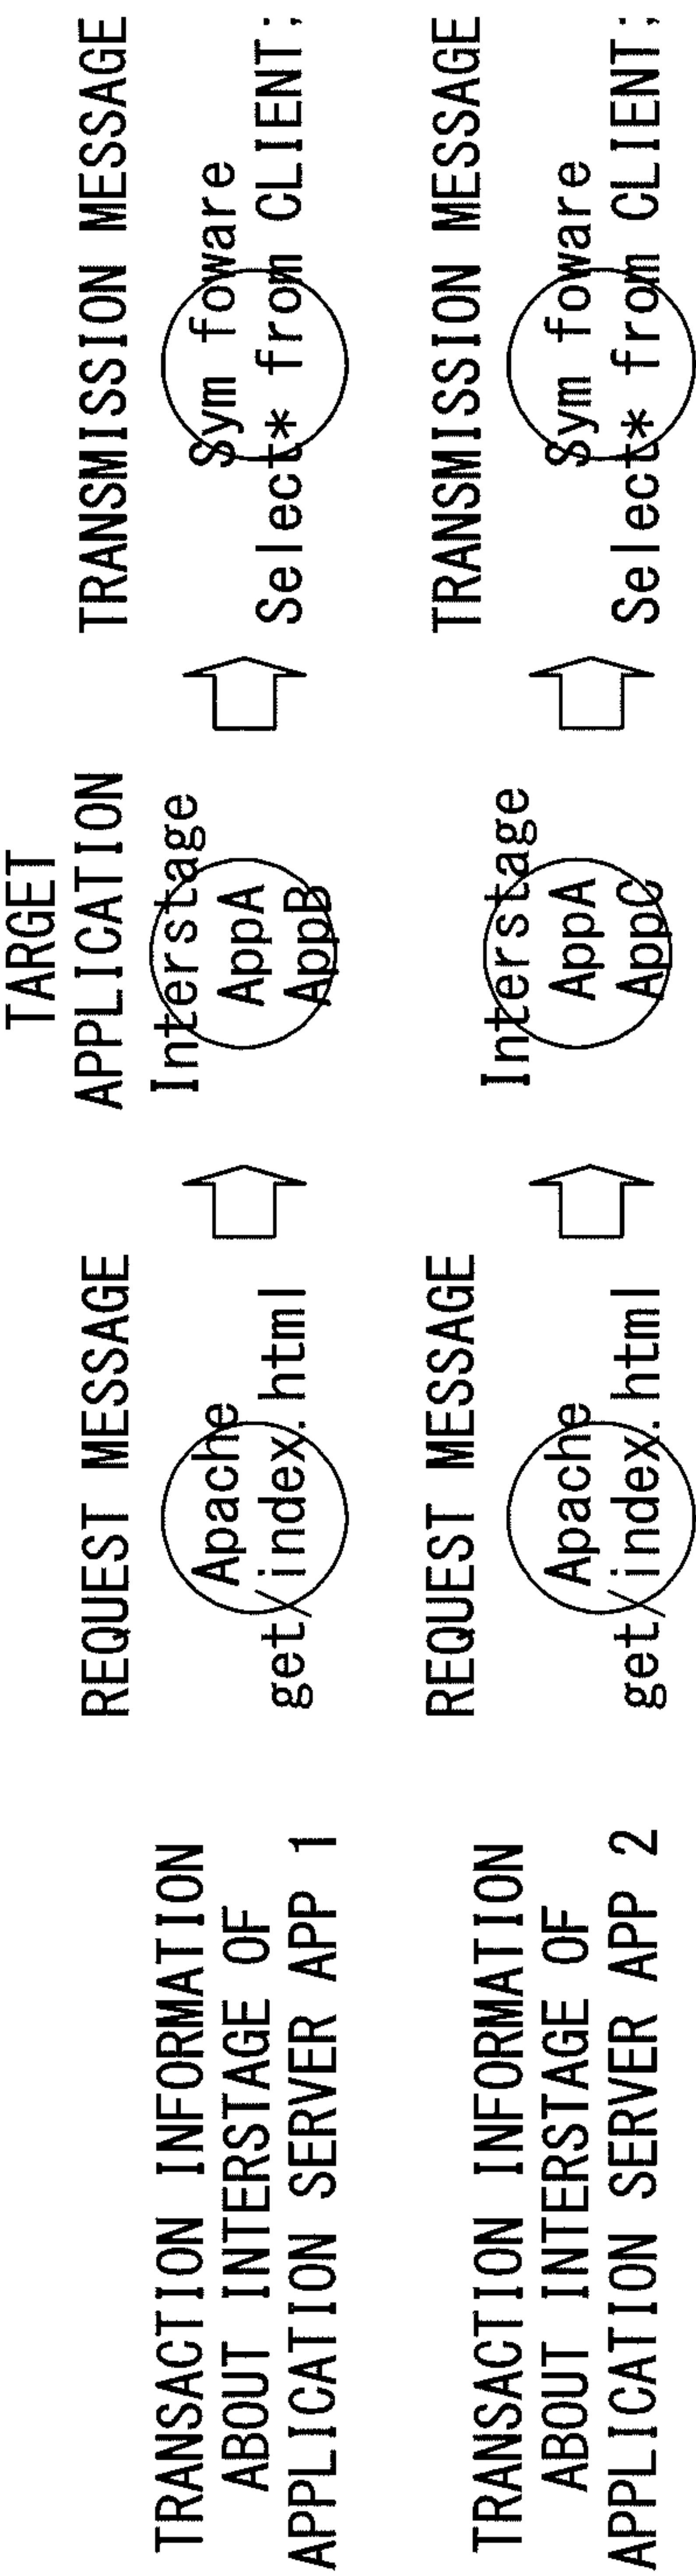 TARGET
APPLICATION
TRANSACTION INFORMATION
ABOUT INTERSTAGE OF
APPLICATION SERVER APP 1
REQUEST MESSAGE
Apache
get/index.html
Interstage
AppA
AppB
TRANSMISSION MESSAGE
Sym foware
Select* from CLIENT;
TRANSACTION INFORMATION
ABOUT INTERSTAGE OF
APPLICATION SERVER APP 2
REQUEST MESSAGE
Apache
get/index.html
Interstage
AppA
AppC
TRANSMISSION MESSAGE
Sym foware
Select* from CLIENT;